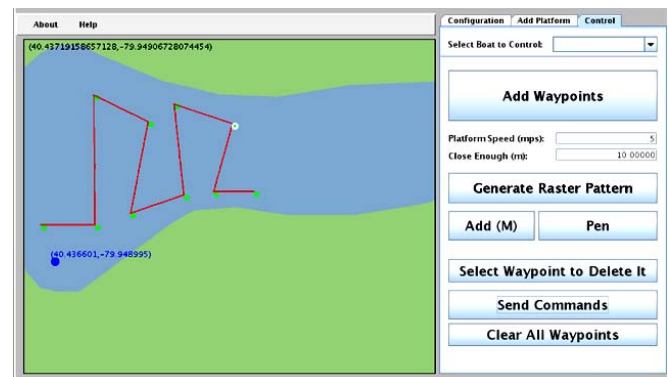 About Help
Configuration Add Platform Control
(40.43719158657128,-79.94906728074454)
Select Boat to Control:
Add Waypoints
Platform Speed (mps): 5
Close Enough (m): 10.00000
Generate Raster Pattern
Add (M) Pen
(40.436601,-79.948995)
Select Waypoint to Delete It
Send Commands
Clear All Waypoints